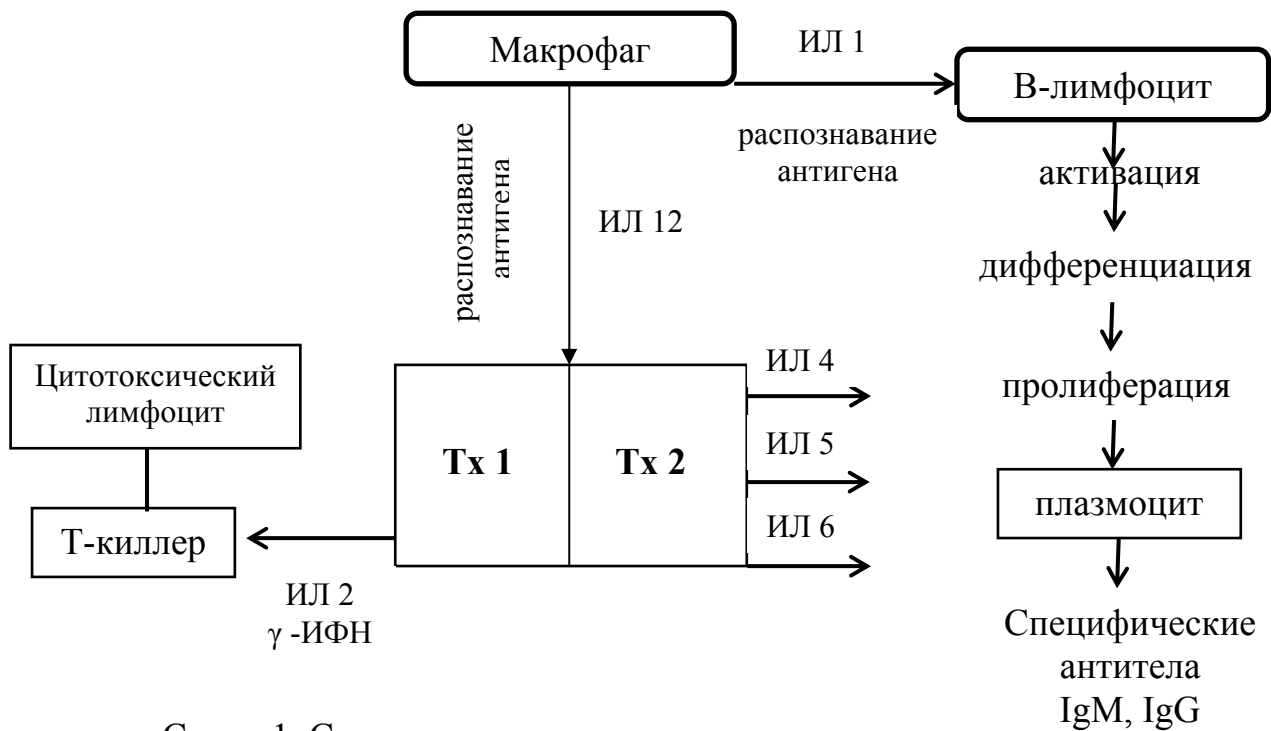 Макрофаг
ИЛ 1
В-лимфоцит
распознавание
антигена
распознавание
антигена
ИЛ 12
активация
дифференциация
пролиферация
плазмоцит
Специфические
антитела
IgM, IgG
Цитотоксический
лимфоцит
Т-киллер
Тх 1
Тх 2
ИЛ 4
ИЛ 5
ИЛ 6
ИЛ 2
γ -ИФН